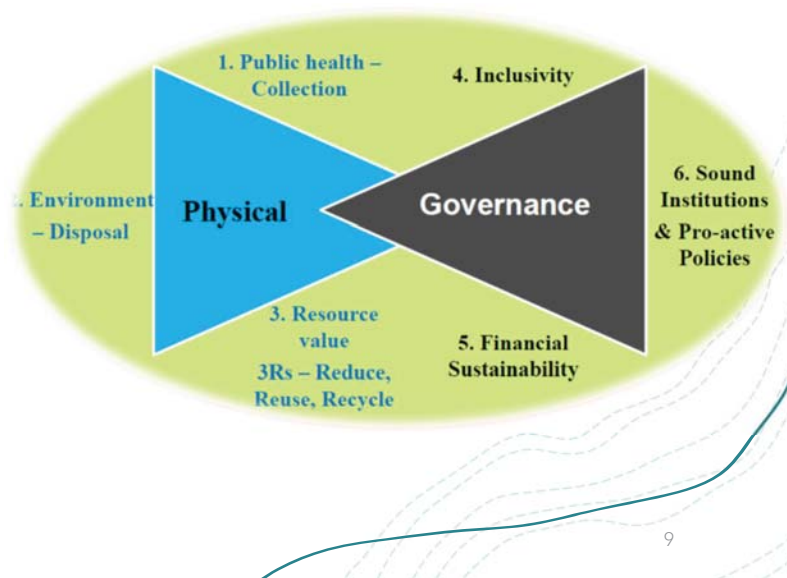 1. Public health –
Collection
. Environment
– Disposal
Physical
3. Resource
value
3Rs – Reduce,
Reuse, Recycle
4. Inclusivity
Governance
5. Financial
Sustainability
6. Sound
Institutions
& Pro-active
Policies
9